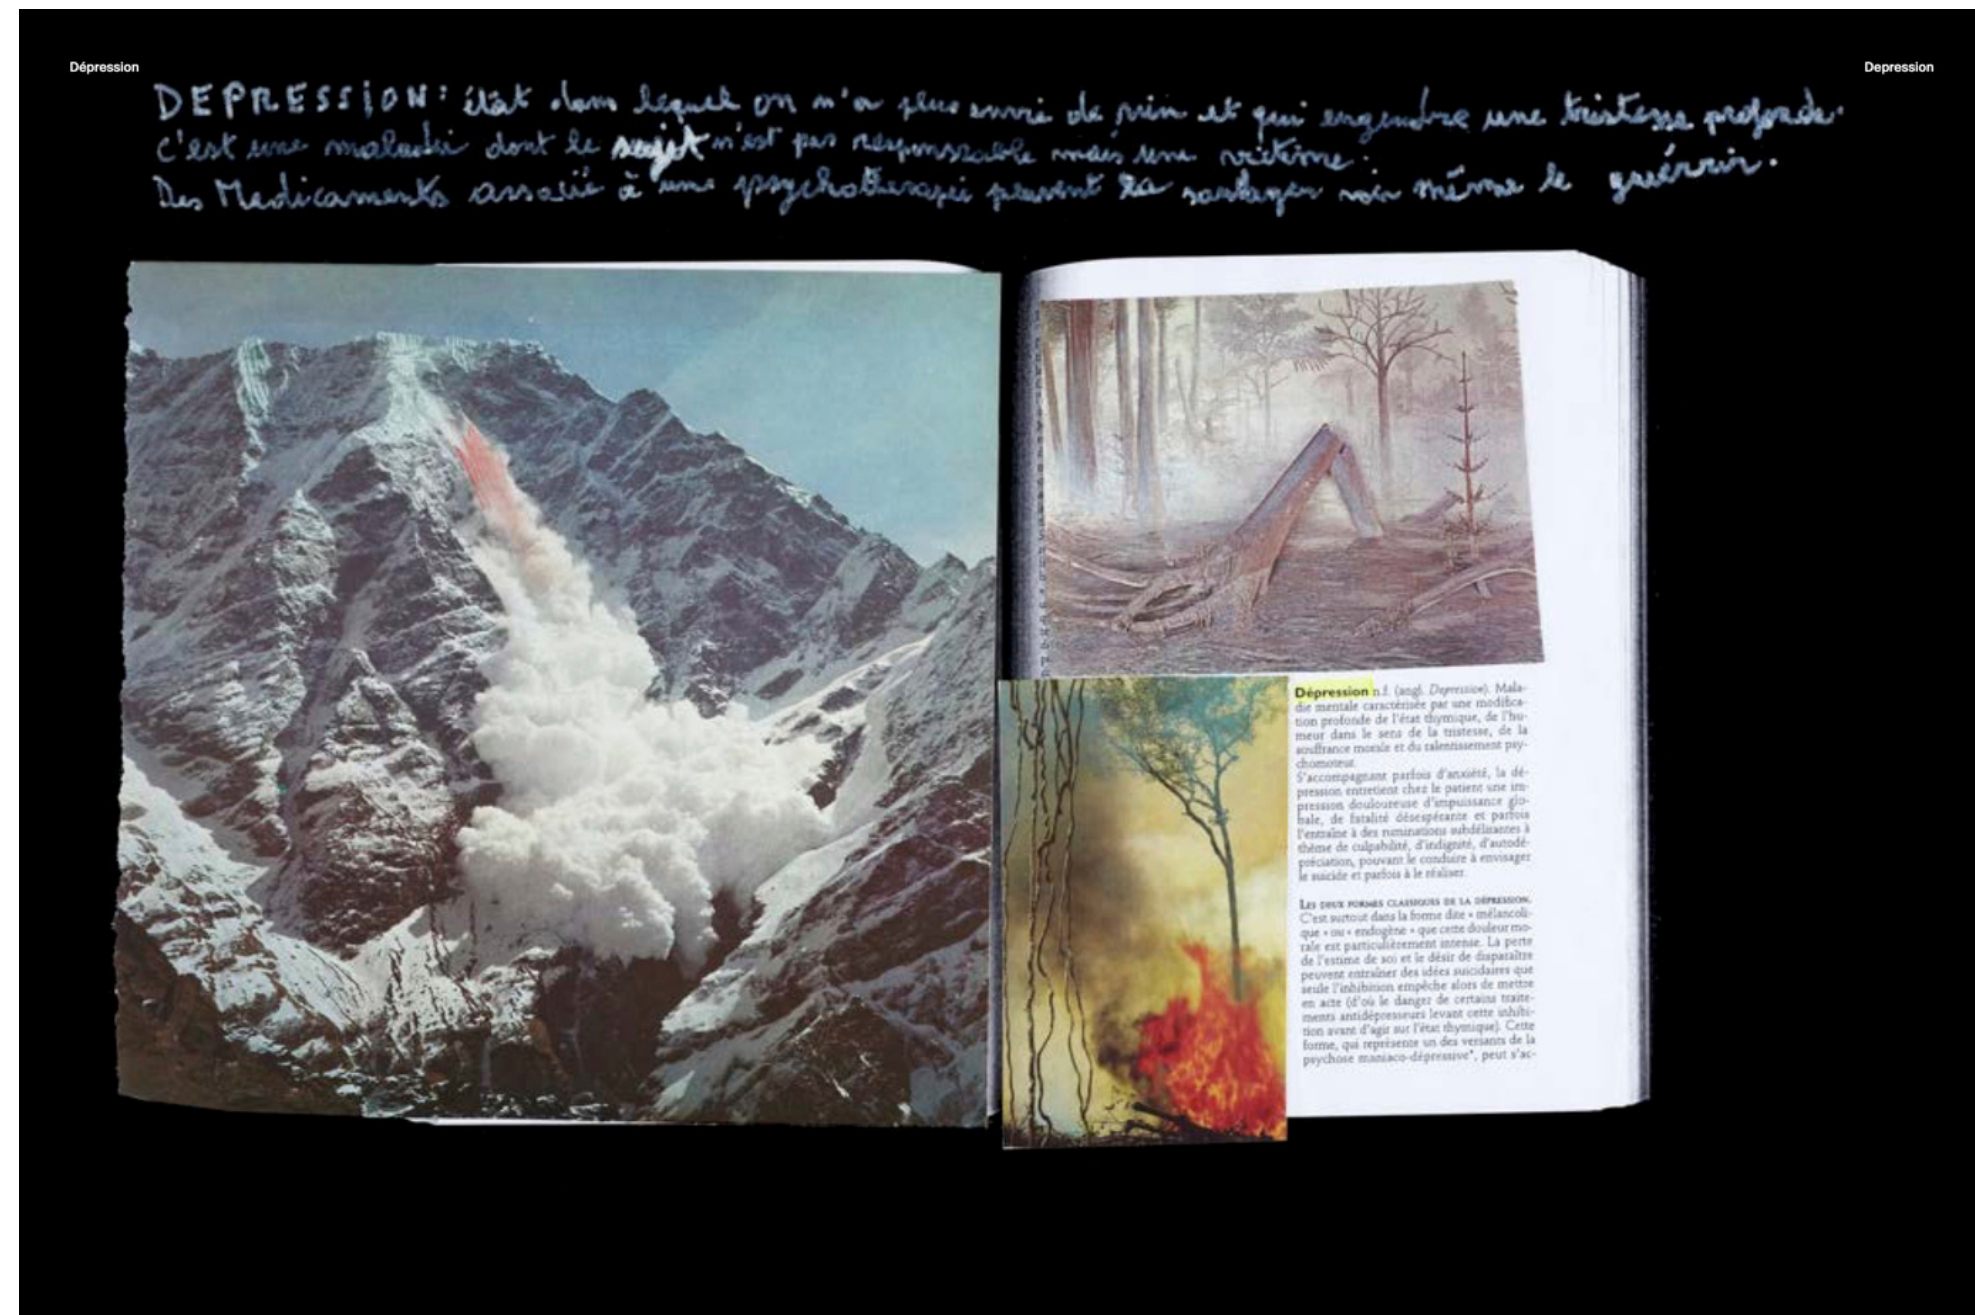 Dépression
Depression
DEPRESSION: état dans lequel on n'a plus envie de rien et qui engendre une tristesse profonde.
c'est une maladie dont le sujet n'est pas responssable mais une victime.
Des Medicaments associé à une psychotherapie peuvent la soulager voir même le guérrir.
Dépression n.f. (angl. Depression). Mala-
die mentale caractérisée par une modifica-
tion profonde de l'état thymique, de l'hu-
meur dans le sens de la tristesse, de la
souffrance morale et du ralentissement psy-
chomoteur.
S'accompagnant parfois d'anxiété, la dé-
pression entretient chez le patient une im-
pression douloureuse d'impuissance glo-
bale, de fatalité désespérante et parfois
l'entraîne à des ruminations subdélirantes à
thème de culpabilité, d'indignité, d'autodé-
préciation, pouvant le conduire à envisager
le suicide et parfois à le réaliser.
LES DEUX FORMES CLASSIQUES DE LA DÉPRESSION.
C'est surtout dans la forme dite « mélancoli-
que » ou « endogène » que cette douleur mo-
rale est particulièrement intense. La perte
de l'estime de soi et le désir de disparaître
peuvent entraîner des idées suicidaires que
seule l'inhibition empêche alors de mettre
en acte (d'où le danger de certains traite-
ments antidépresseurs levant cette inhibi-
tion avant d'agir sur l'état thymique). Cette
forme, qui représente un des versants de la
psychose maniaco-dépressive*, peut s'ac-